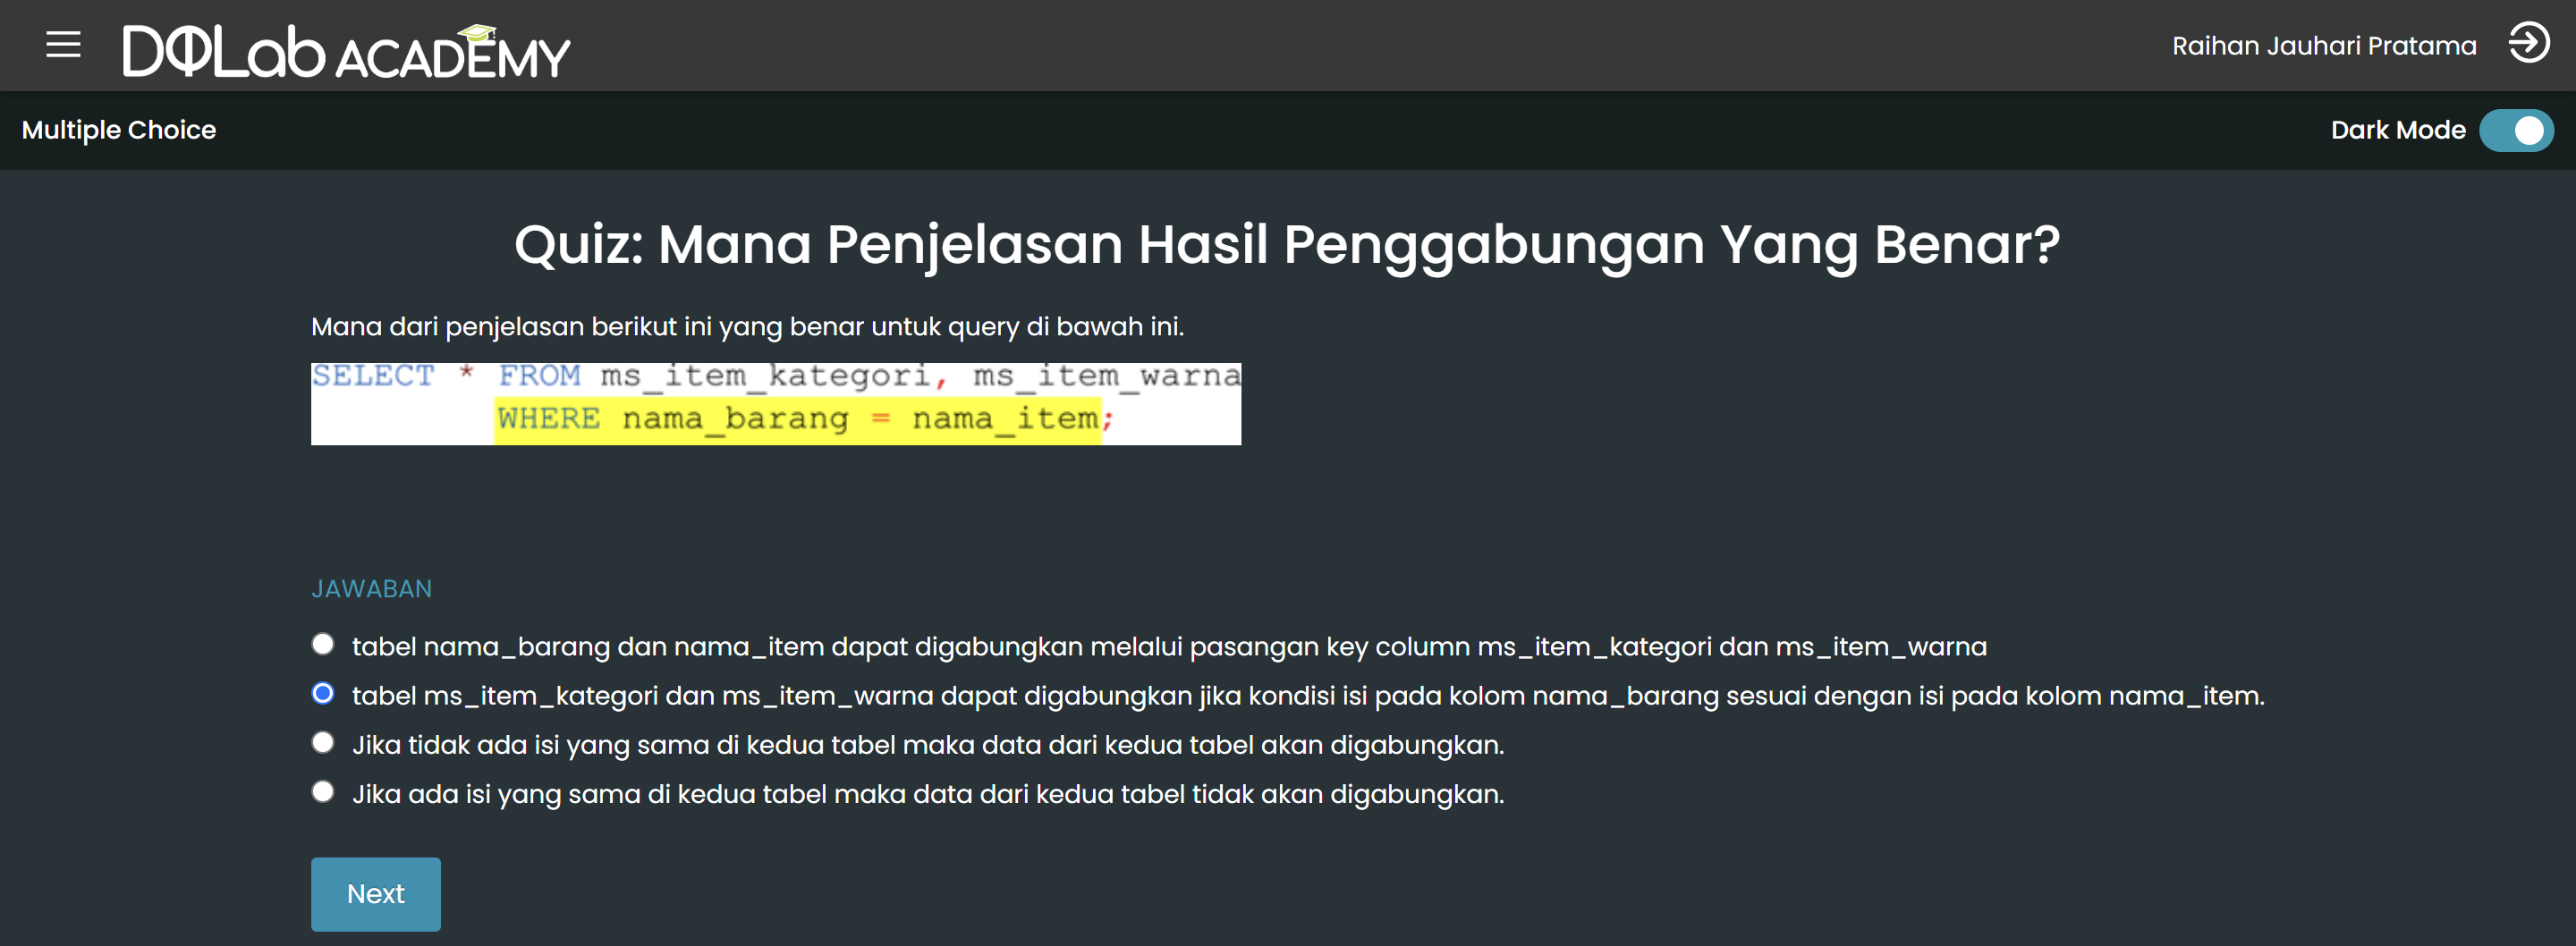 DQLab ACADEMY
Raihan Jauhari Pratama
Multiple Choice
Dark Mode
Quiz: Mana Penjelasan Hasil Penggabungan Yang Benar?
Mana dari penjelasan berikut ini yang benar untuk query di bawah ini.
SELECT * FROM ms_item_kategori, ms_item_warna
WHERE nama_barang = nama_item;
JAWABAN
tabel nama_barang dan nama_item dapat digabungkan melalui pasangan key column ms_item_kategori dan ms_item_warna
tabel ms_item_kategori dan ms_item_warna dapat digabungkan jika kondisi isi pada kolom nama_barang sesuai dengan isi pada kolom nama_item.
Jika tidak ada isi yang sama di kedua tabel maka data dari kedua tabel akan digabungkan.
Jika ada isi yang sama di kedua tabel maka data dari kedua tabel tidak akan digabungkan.
Next